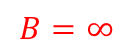 B = ∞